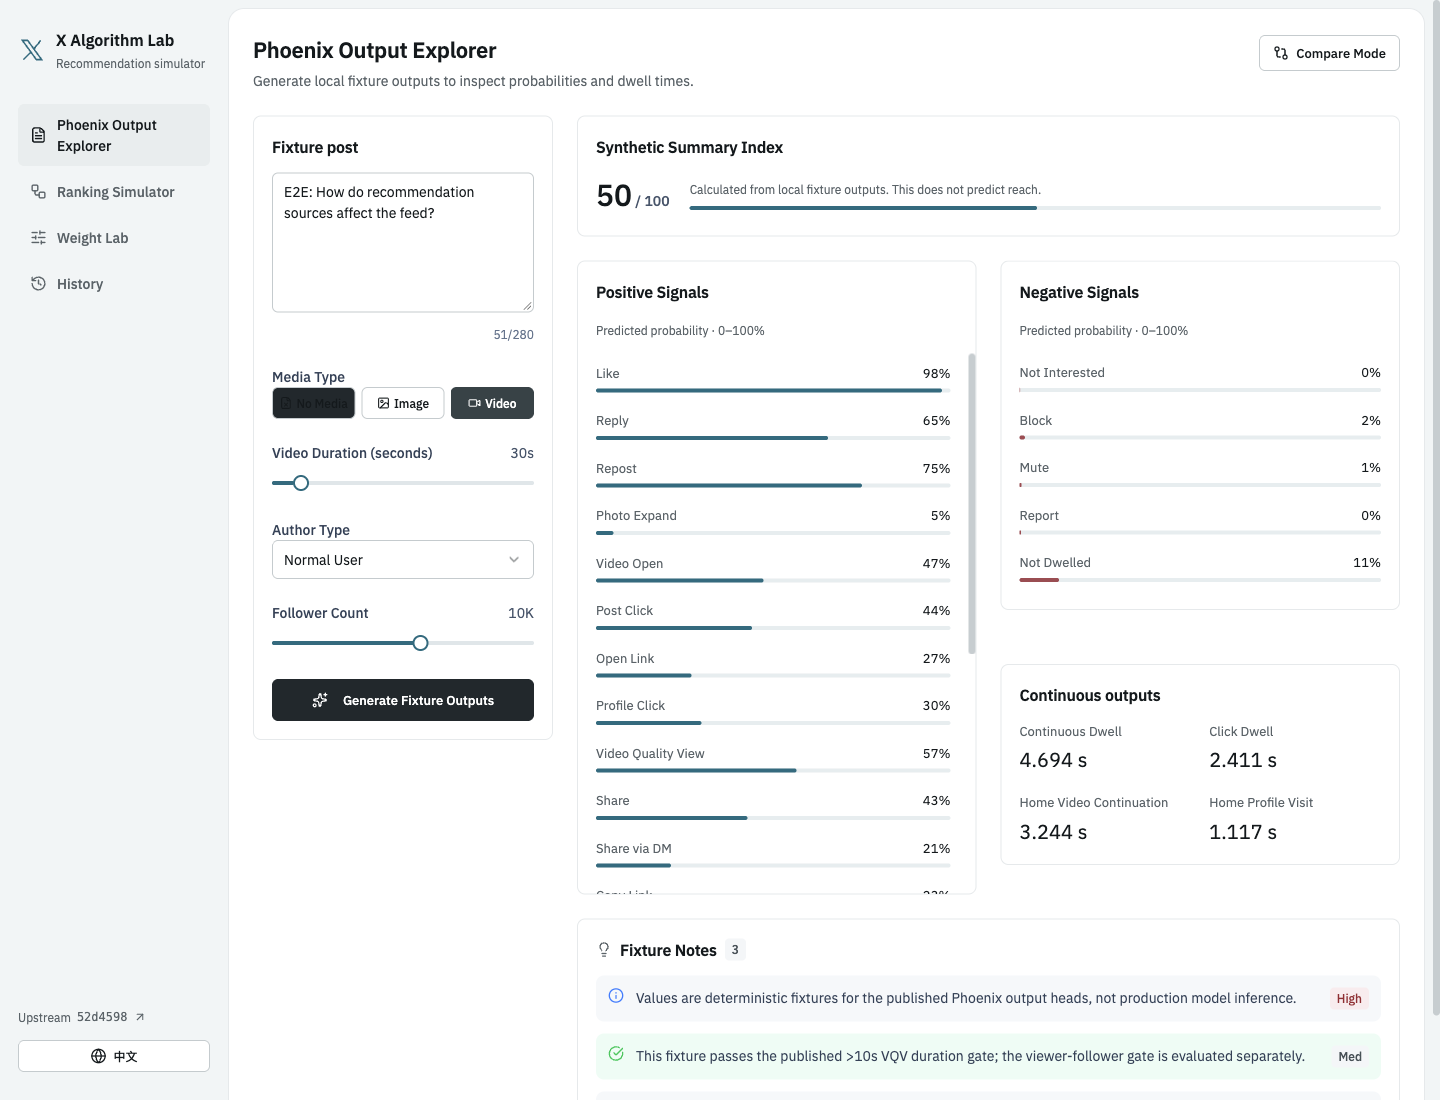 X Algorithm Lab
Recommendation simulator
Phoenix Output
Explorer
Ranking Simulator
Weight Lab
History
Upstream 52d4598
中文
Phoenix Output Explorer
Generate local fixture outputs to inspect probabilities and dwell times.
Compare Mode
Fixture post
E2E: How do recommendation
sources affect the feed?
51/280
Media Type
No Media
Image
Video
Video Duration (seconds) 30s
Author Type
Normal User
Follower Count 10K
Generate Fixture Outputs
Synthetic Summary Index
50 / 100
Calculated from local fixture outputs. This does not predict reach.
Positive Signals
Predicted probability · 0–100%
Like 98%
Reply 65%
Repost 75%
Photo Expand 5%
Video Open 47%
Post Click 44%
Open Link 27%
Profile Click 30%
Video Quality View 57%
Share 43%
Share via DM 21%
Negative Signals
Predicted probability · 0–100%
Not Interested 0%
Block 2%
Mute 1%
Report 0%
Not Dwelled 11%
Continuous outputs
Continuous Dwell
4.694 s
Click Dwell
2.411 s
Home Video Continuation
3.244 s
Home Profile Visit
1.117 s
Fixture Notes 3
Values are deterministic fixtures for the published Phoenix output heads, not production model inference. High
This fixture passes the published >10s VQV duration gate; the viewer-follower gate is evaluated separately. Med